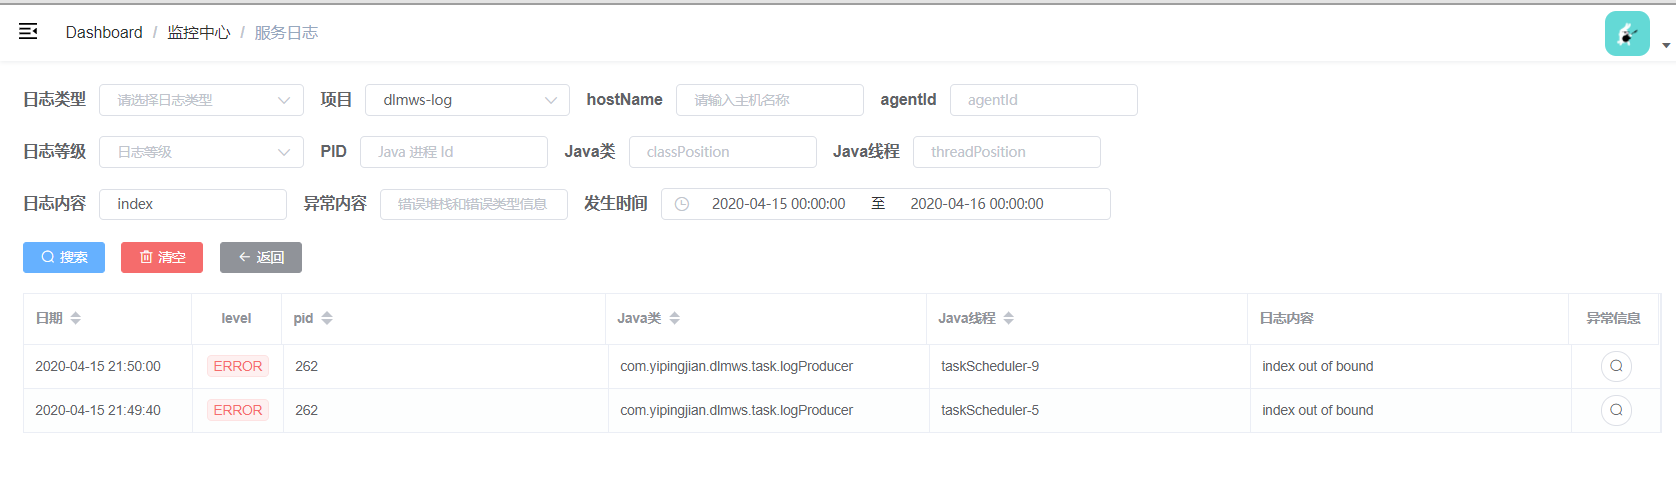 Dashboard / 监控中心 / 服务日志
日志类型 请选择日志类型 项目 dlmws-log hostName 请输入主机名称 agentId agentId
日志等级 日志等级 PID Java 进程 Id Java类 classPosition Java线程 threadPosition
日志内容 index 异常内容 错误堆栈和错误类型信息 发生时间 2020-04-15 00:00:00 至 2020-04-16 00:00:00
搜索 清空 返回
日期 level pid Java类 Java线程 日志内容 异常信息
2020-04-15 21:50:00 ERROR 262 com.yipingjian.dlmws.task.logProducer taskScheduler-9 index out of bound
2020-04-15 21:49:40 ERROR 262 com.yipingjian.dlmws.task.logProducer taskScheduler-5 index out of bound